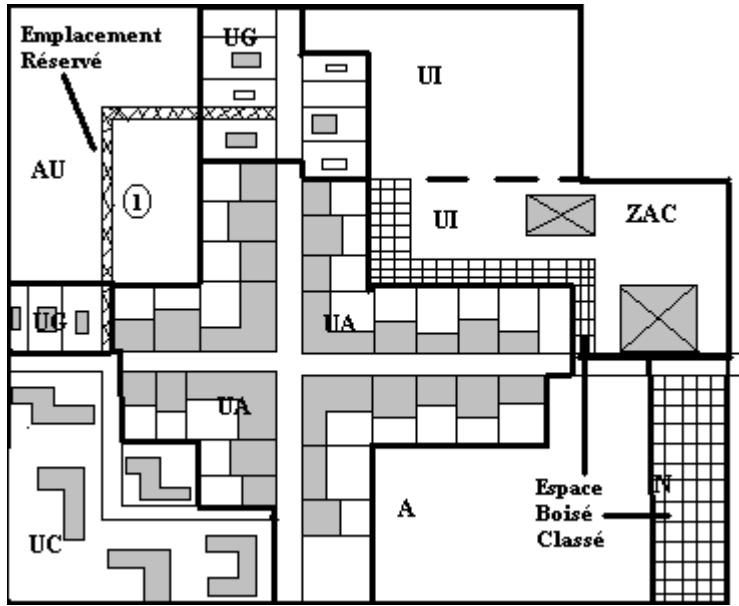 Emplacement
Réservé
UG
UI
AU
1
UI
ZAC
UG
UA
UA
Espace
Boisé
Classé
N
A
UC